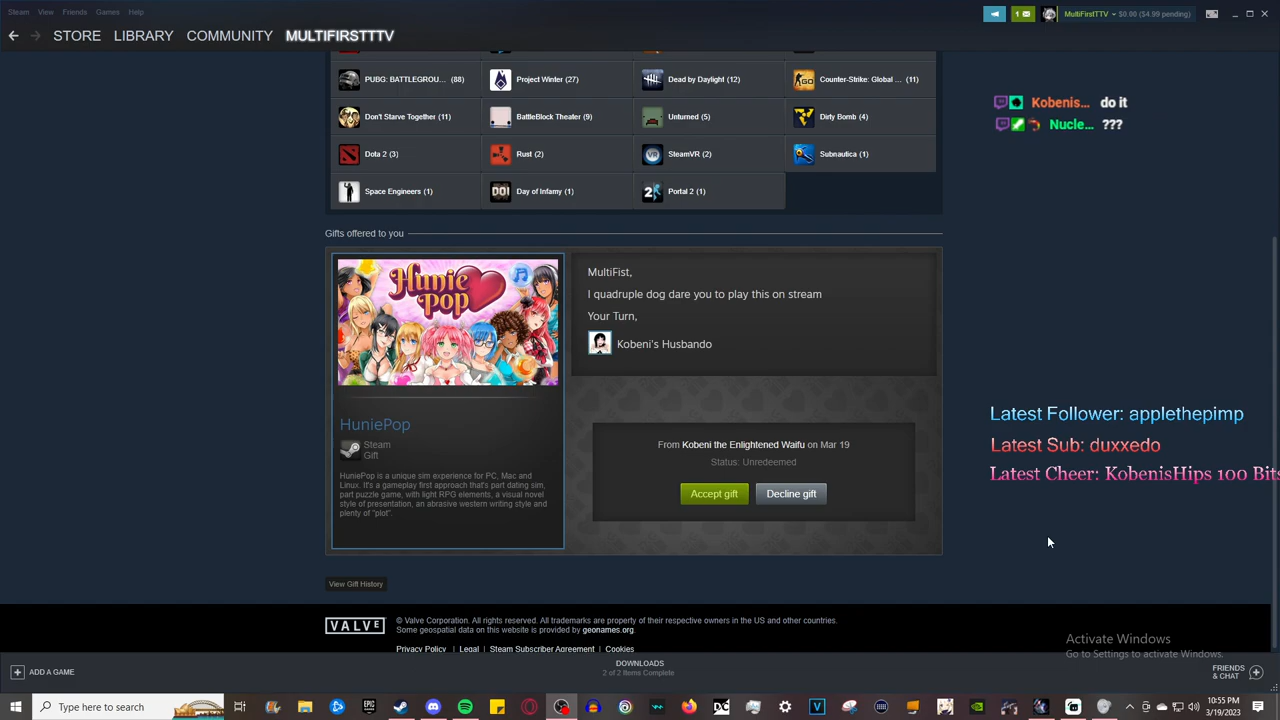 Steam View Friends Games Help
1 MultiFirstTTV $0.00 ($4.99 pending)
STORE LIBRARY COMMUNITY MULTIFIRSTTTV
PUBG: BATTLEGROU... (88) Project Winter (27) Dead by Daylight (12) Counter-Strike: Global ... (11)
Don't Starve Together (11) BattleBlock Theater (9) Unturned (5) Dirty Bomb (4)
Dota 2 (3) Rust (2) SteamVR (2) Subnautica (1)
Space Engineers (1) Day of Infamy (1) Portal 2 (1)
Kobenis... do it
Nucle... ???
Gifts offered to you
Hunie
Pop
HuniePop
Steam
Gift
HuniePop is a unique sim experience for PC, Mac and
Linux. It's a gameplay first approach that's part dating sim,
part puzzle game, with light RPG elements, a visual novel
style of presentation, an abrasive western writing style and
plenty of "plot".
MultiFist,
I quadruple dog dare you to play this on stream
Your Turn,
Kobeni's Husbando
From Kobeni the Enlightened Waifu on Mar 19
Status: Unredeemed
Accept gift Decline gift
Latest Follower: applethepimp
Latest Sub: duxxedo
Latest Cheer: KobenisHips 100 Bits
View Gift History
VALVE
© Valve Corporation. All rights reserved. All trademarks are property of their respective owners in the US and other countries.
Some geospatial data on this website is provided by geonames.org.
Privacy Policy | Legal | Steam Subscriber Agreement | Cookies
Activate Windows
Go to Settings to activate Windows.
ADD A GAME
DOWNLOADS
2 of 2 Items Complete
FRIENDS
& CHAT
Type here to search
10:55 PM
3/19/2023